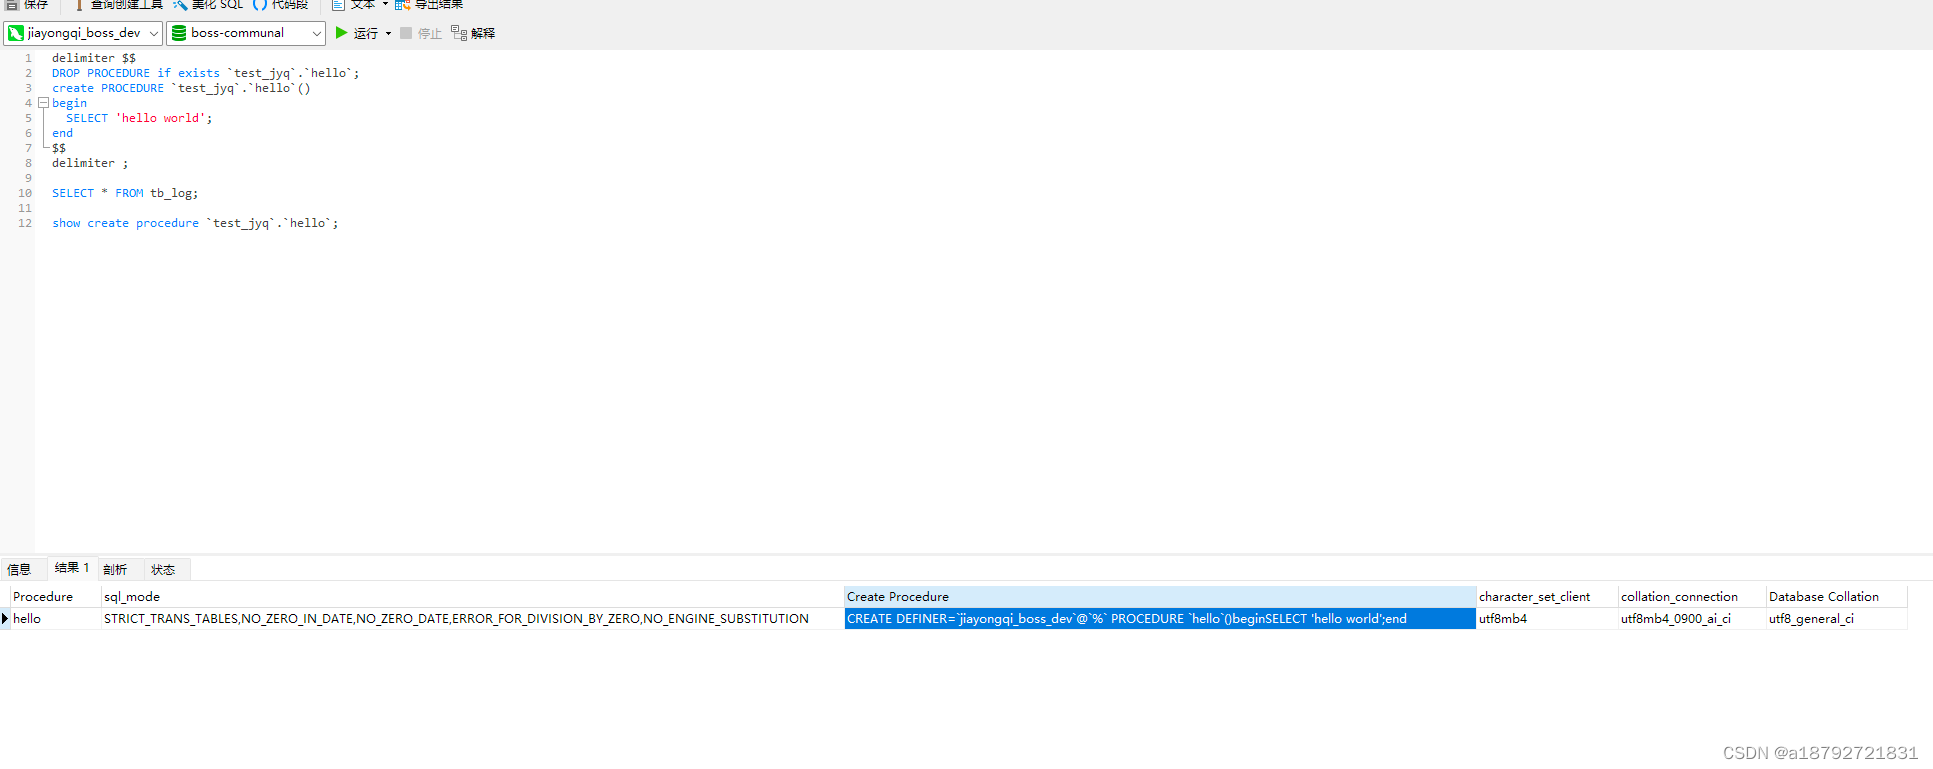 保存 查询创建工具 美化 SQL 代码段 文本 导出结果
jiayongqi_boss_dev boss-communal 运行 停止 解释
1 delimiter $$
2 DROP PROCEDURE if exists `test_jyq`.`hello`;
3 create PROCEDURE `test_jyq`.`hello`()
4 begin
5 SELECT 'hello world';
6 end
7 $$
8 delimiter ;
9
10 SELECT * FROM tb_log;
11
12 show create procedure `test_jyq`.`hello`;
信息 结果 1 剖析 状态
Procedure sql_mode Create Procedure character_set_client collation_connection Database Collation
hello STRICT_TRANS_TABLES,NO_ZERO_IN_DATE,NO_ZERO_DATE,ERROR_FOR_DIVISION_BY_ZERO,NO_ENGINE_SUBSTITUTION CREATE DEFINER=`jiayongqi_boss_dev`@`%` PROCEDURE `hello`()beginSELECT 'hello world';end utf8mb4 utf8mb4_0900_ai_ci utf8_general_ci
CSDN @a18792721831